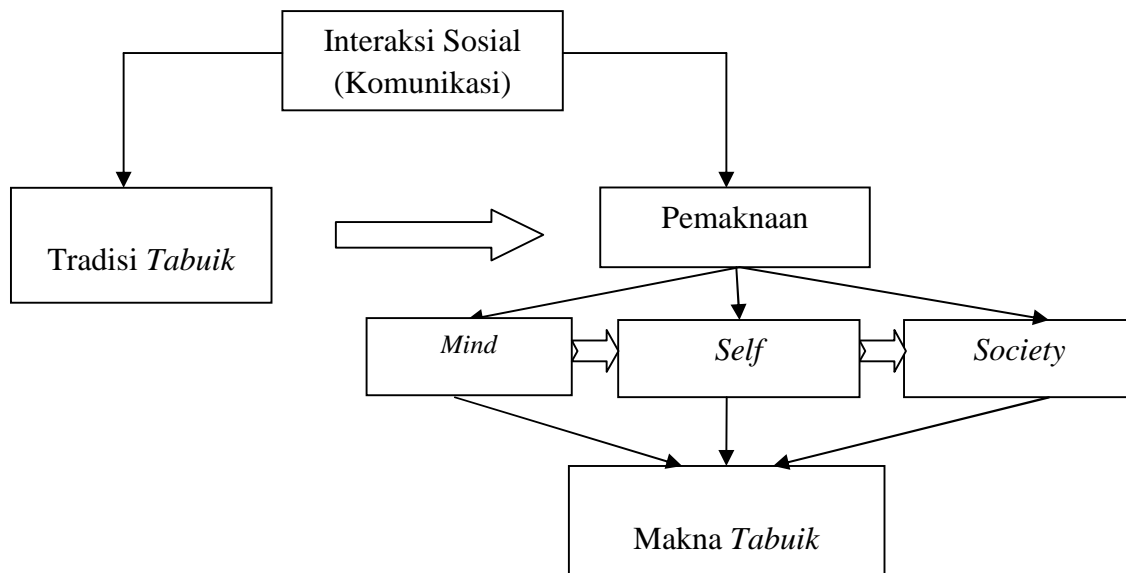 Interaksi Sosial
(Komunikasi)
Tradisi Tabuik
Pemaknaan
Mind
Self
Society
Makna Tabuik